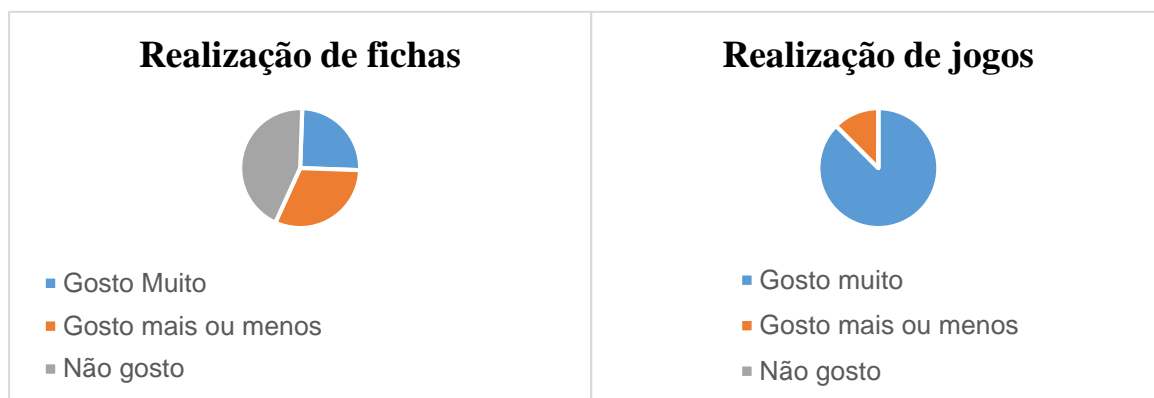 Realização de fichas
Gosto Muito
Gosto mais ou menos
Não gosto
Realização de jogos
Gosto muito
Gosto mais ou menos
Não gosto